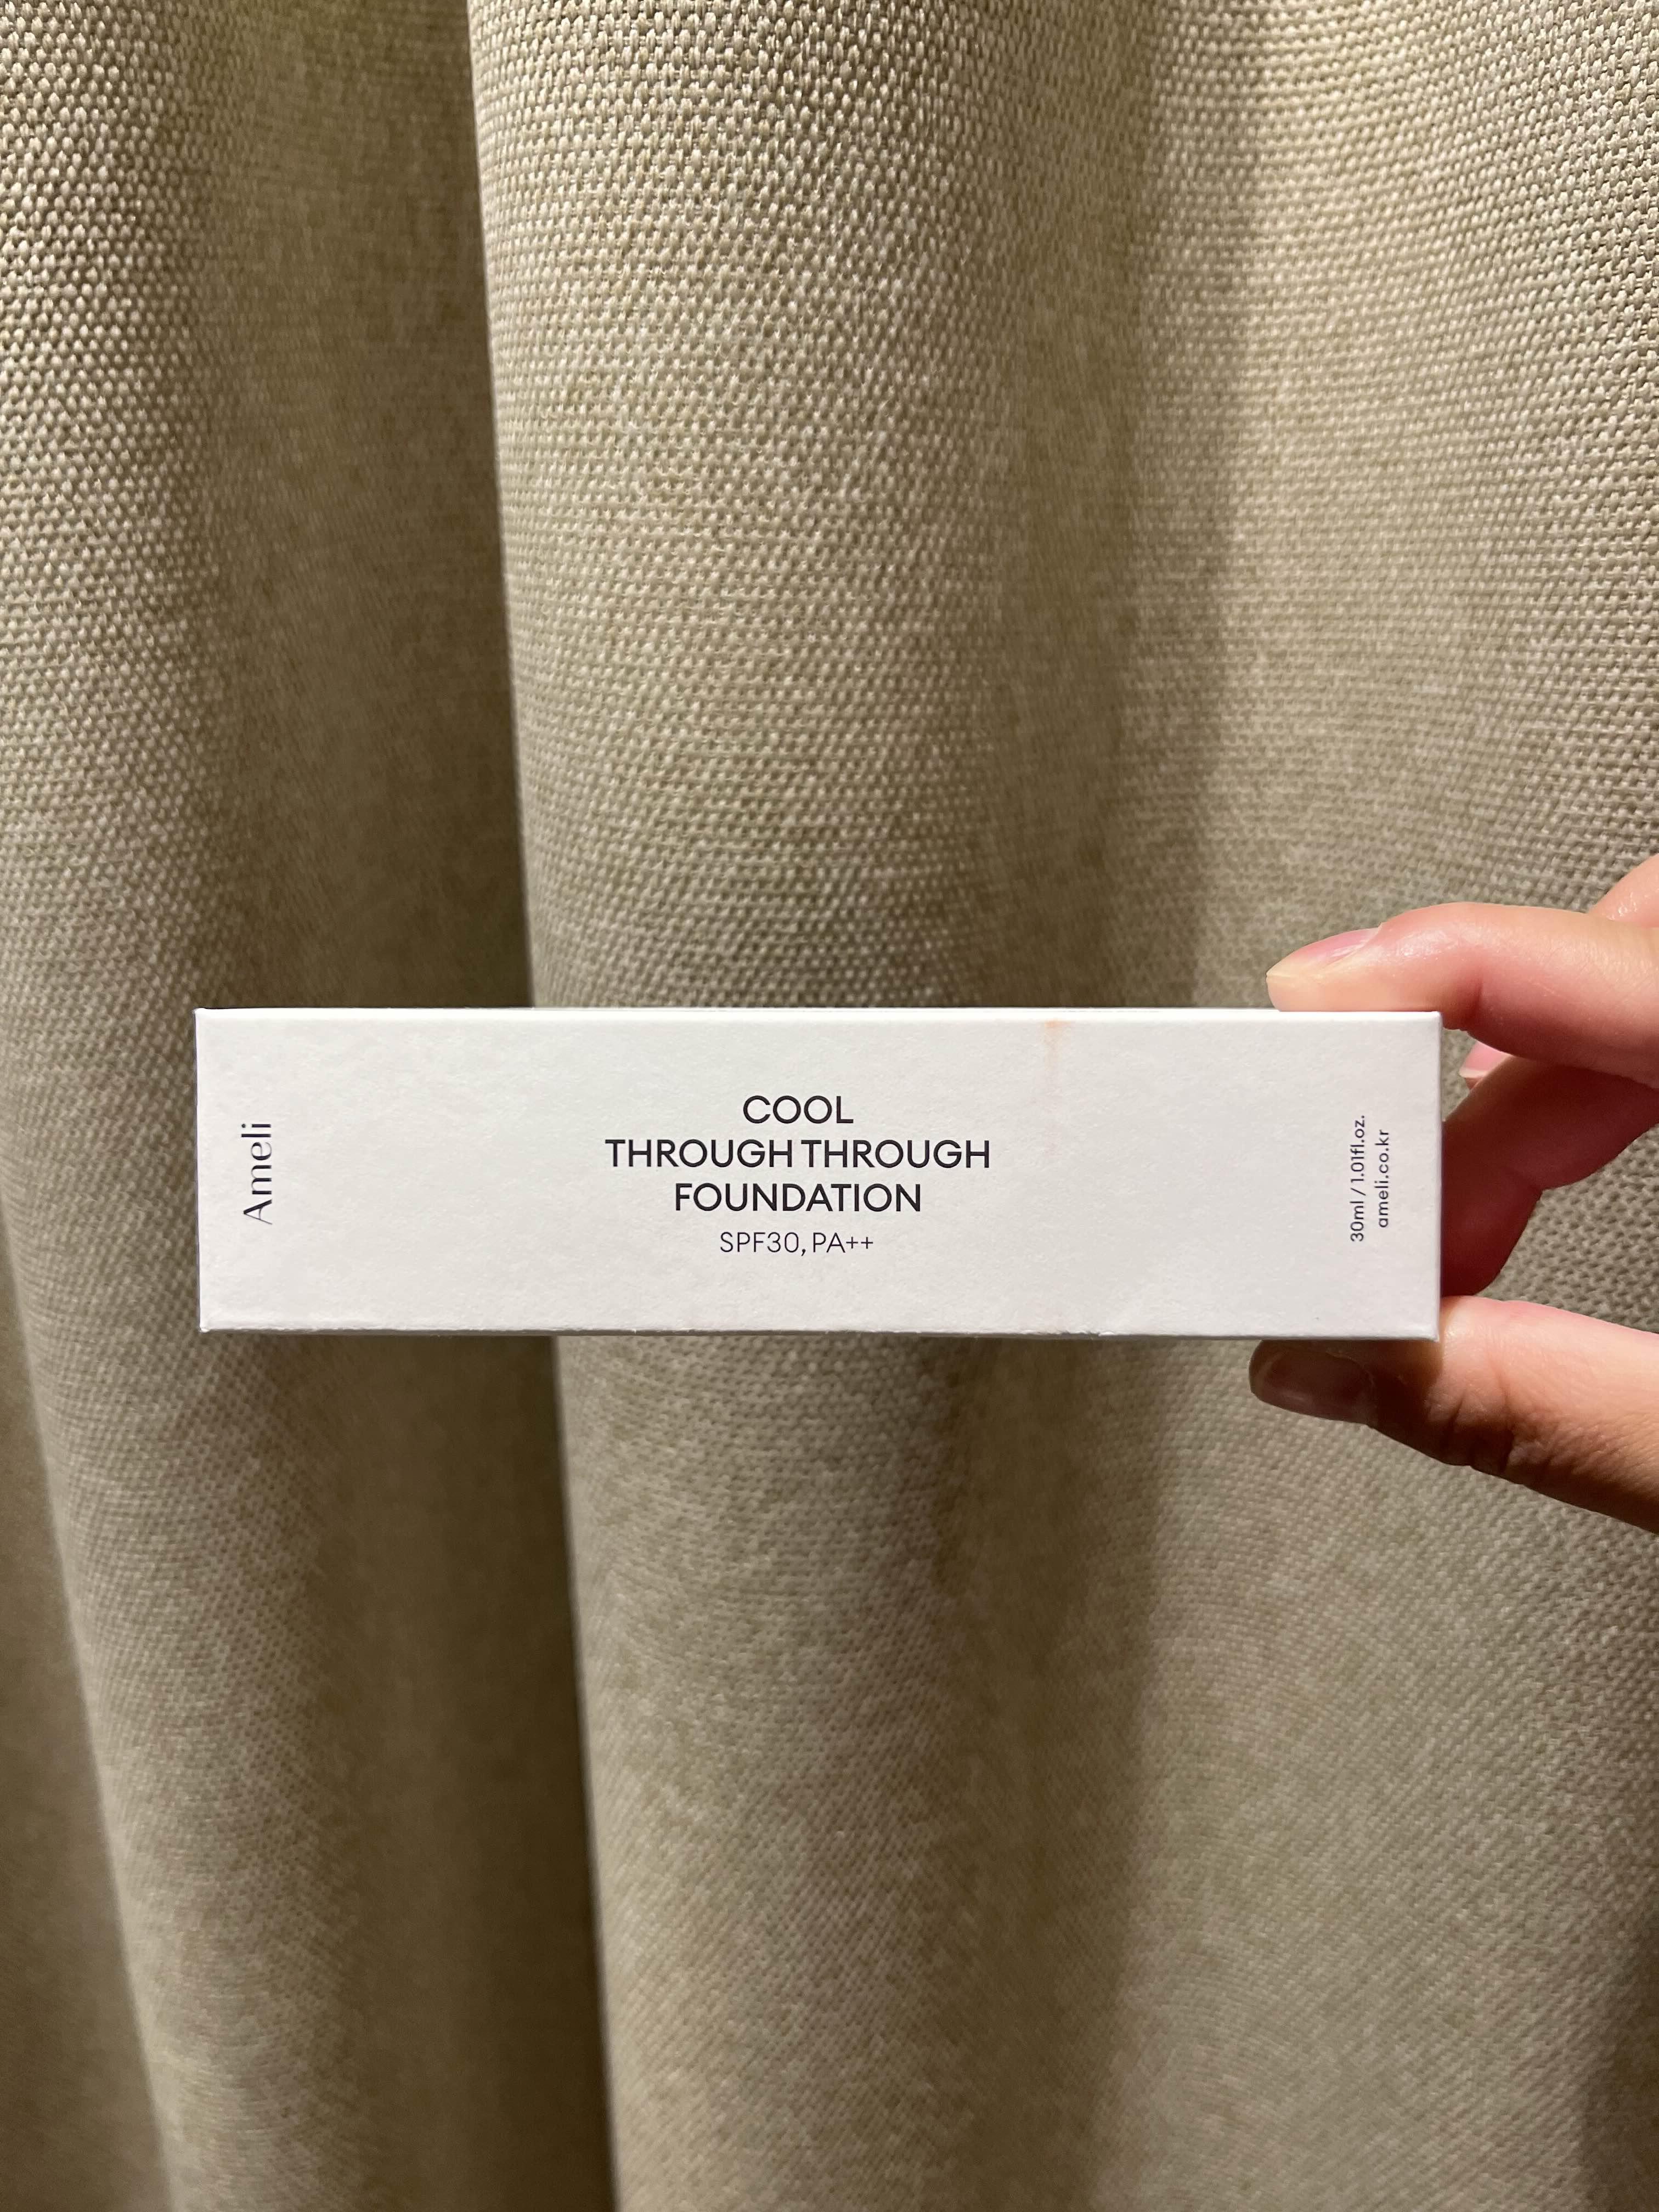 Ameli
COOL
THROUGH THROUGH
FOUNDATION
SPF30, PA++
30ml / 1.01fl.oz.
ameli.co.kr